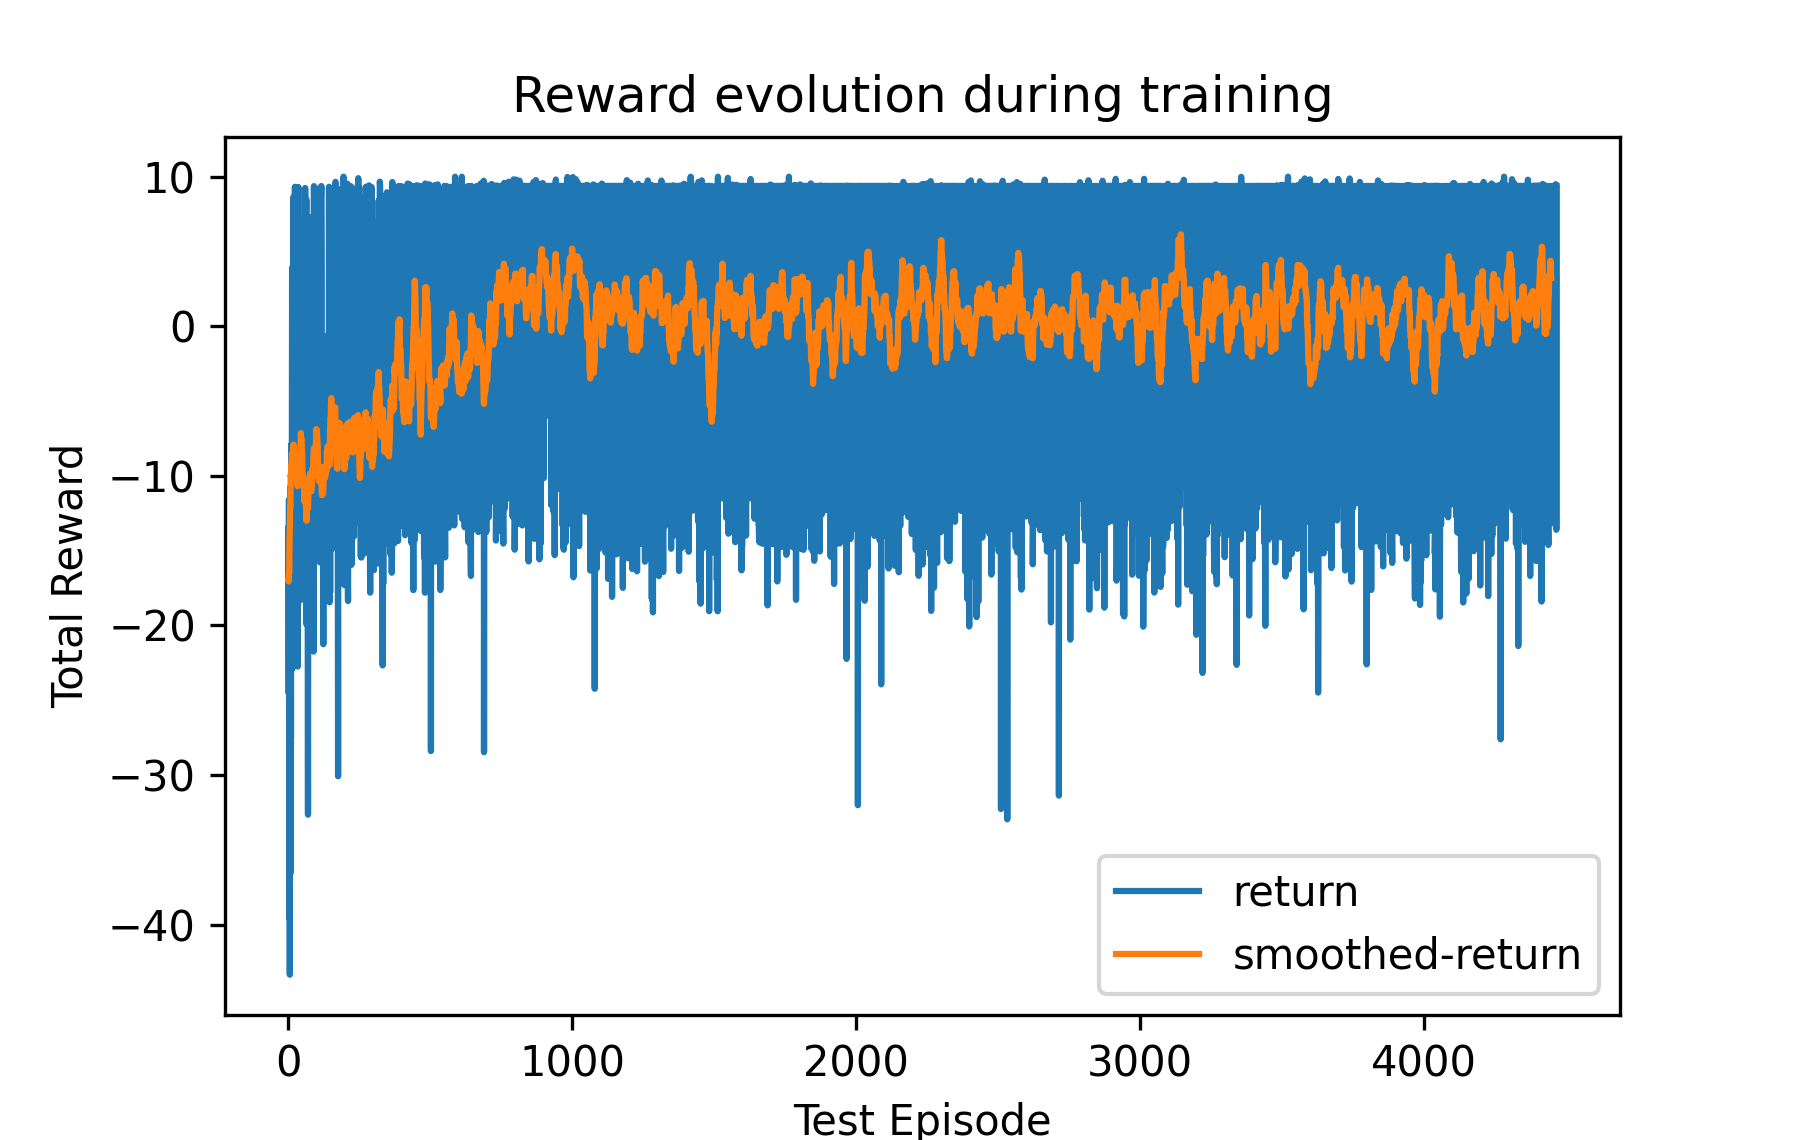 Reward evolution during training
10
0
−10
−20
−30
−40
Total Reward
return
smoothed-return
0 1000 2000 3000 4000
Test Episode